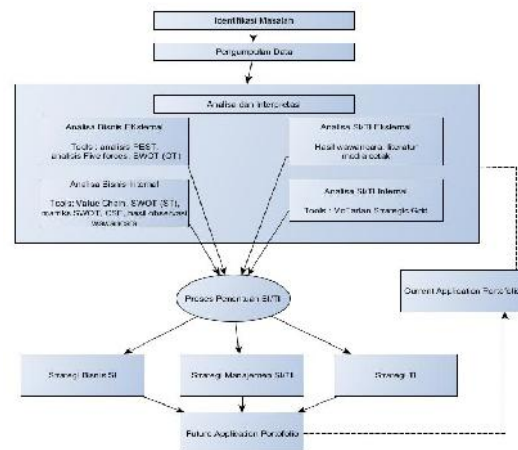 Identifikasi Masalah
Pengumpulan Data
Analisa dan Interpretasi
Analisa Bisnis Eksternal
Tools : analisis PEST,
analisis Five forces, SWOT (OT)
Analisa SI/TI Eksternal
Hasil wawancara, literatur
media cetak
Analisa Bisnis Internal
Tools: Value Chain, SWOT (ST),
matriks SWOT, CSF, hasil observasi
wawancara
Analisa SI/TI Internal
Tools : McFarlan Strategic Grid
Proses Penentuan SI/TI
Current Application Portofolio
Strategi Bisnis SI
Strategi Manajemen SI/TI
Strategi TI
Future Application Portofolio